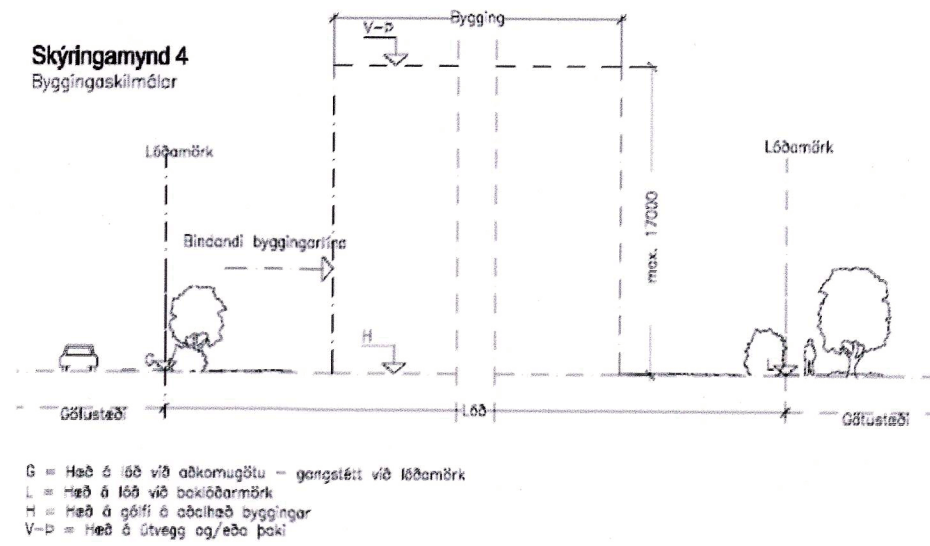 Bygging
V-Þ
Skýringamynd 4
Byggingaskilmálar
Lóðamörk
Lóðamörk
max. 17000
Bindandi byggingarlína
H
G
L
Götustæði
Lóð
Götustæði
G = Hæð á lóð við aðkomugötu – gangstétt við lóðamörk
L = Hæð á lóð við baklóðarmörk
H = Hæð á gólfi á aðalhæð byggingar
V-Þ = Hæð á útvegg og/eða þaki